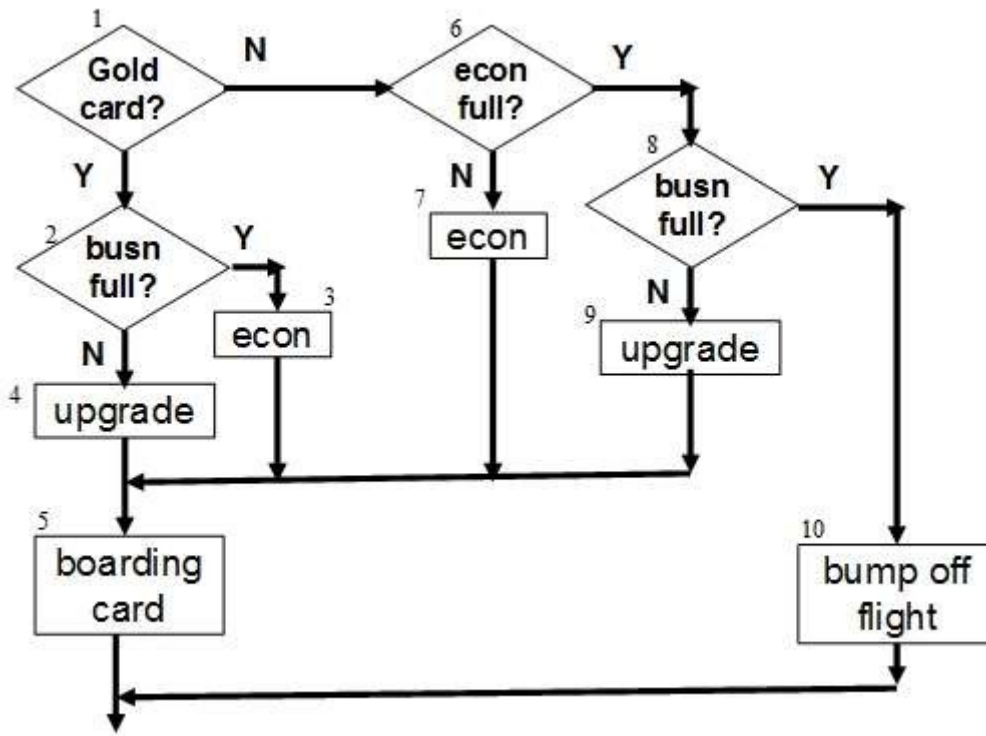 1
Gold
card?
N
6
econ
full?
Y
8
busn
full?
Y
Y
N
7
econ
2
busn
full?
Y
3
econ
N
9
upgrade
N
4
upgrade
5
boarding
card
10
bump off
flight